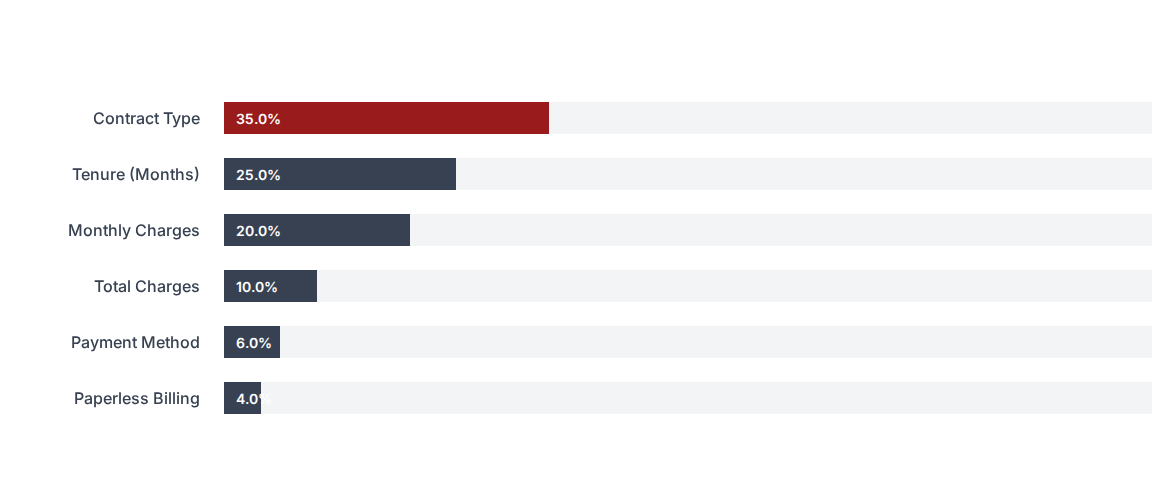 Contract Type
35.0%
Tenure (Months)
25.0%
Monthly Charges
20.0%
Total Charges
10.0%
Payment Method
6.0%
Paperless Billing
4.0%